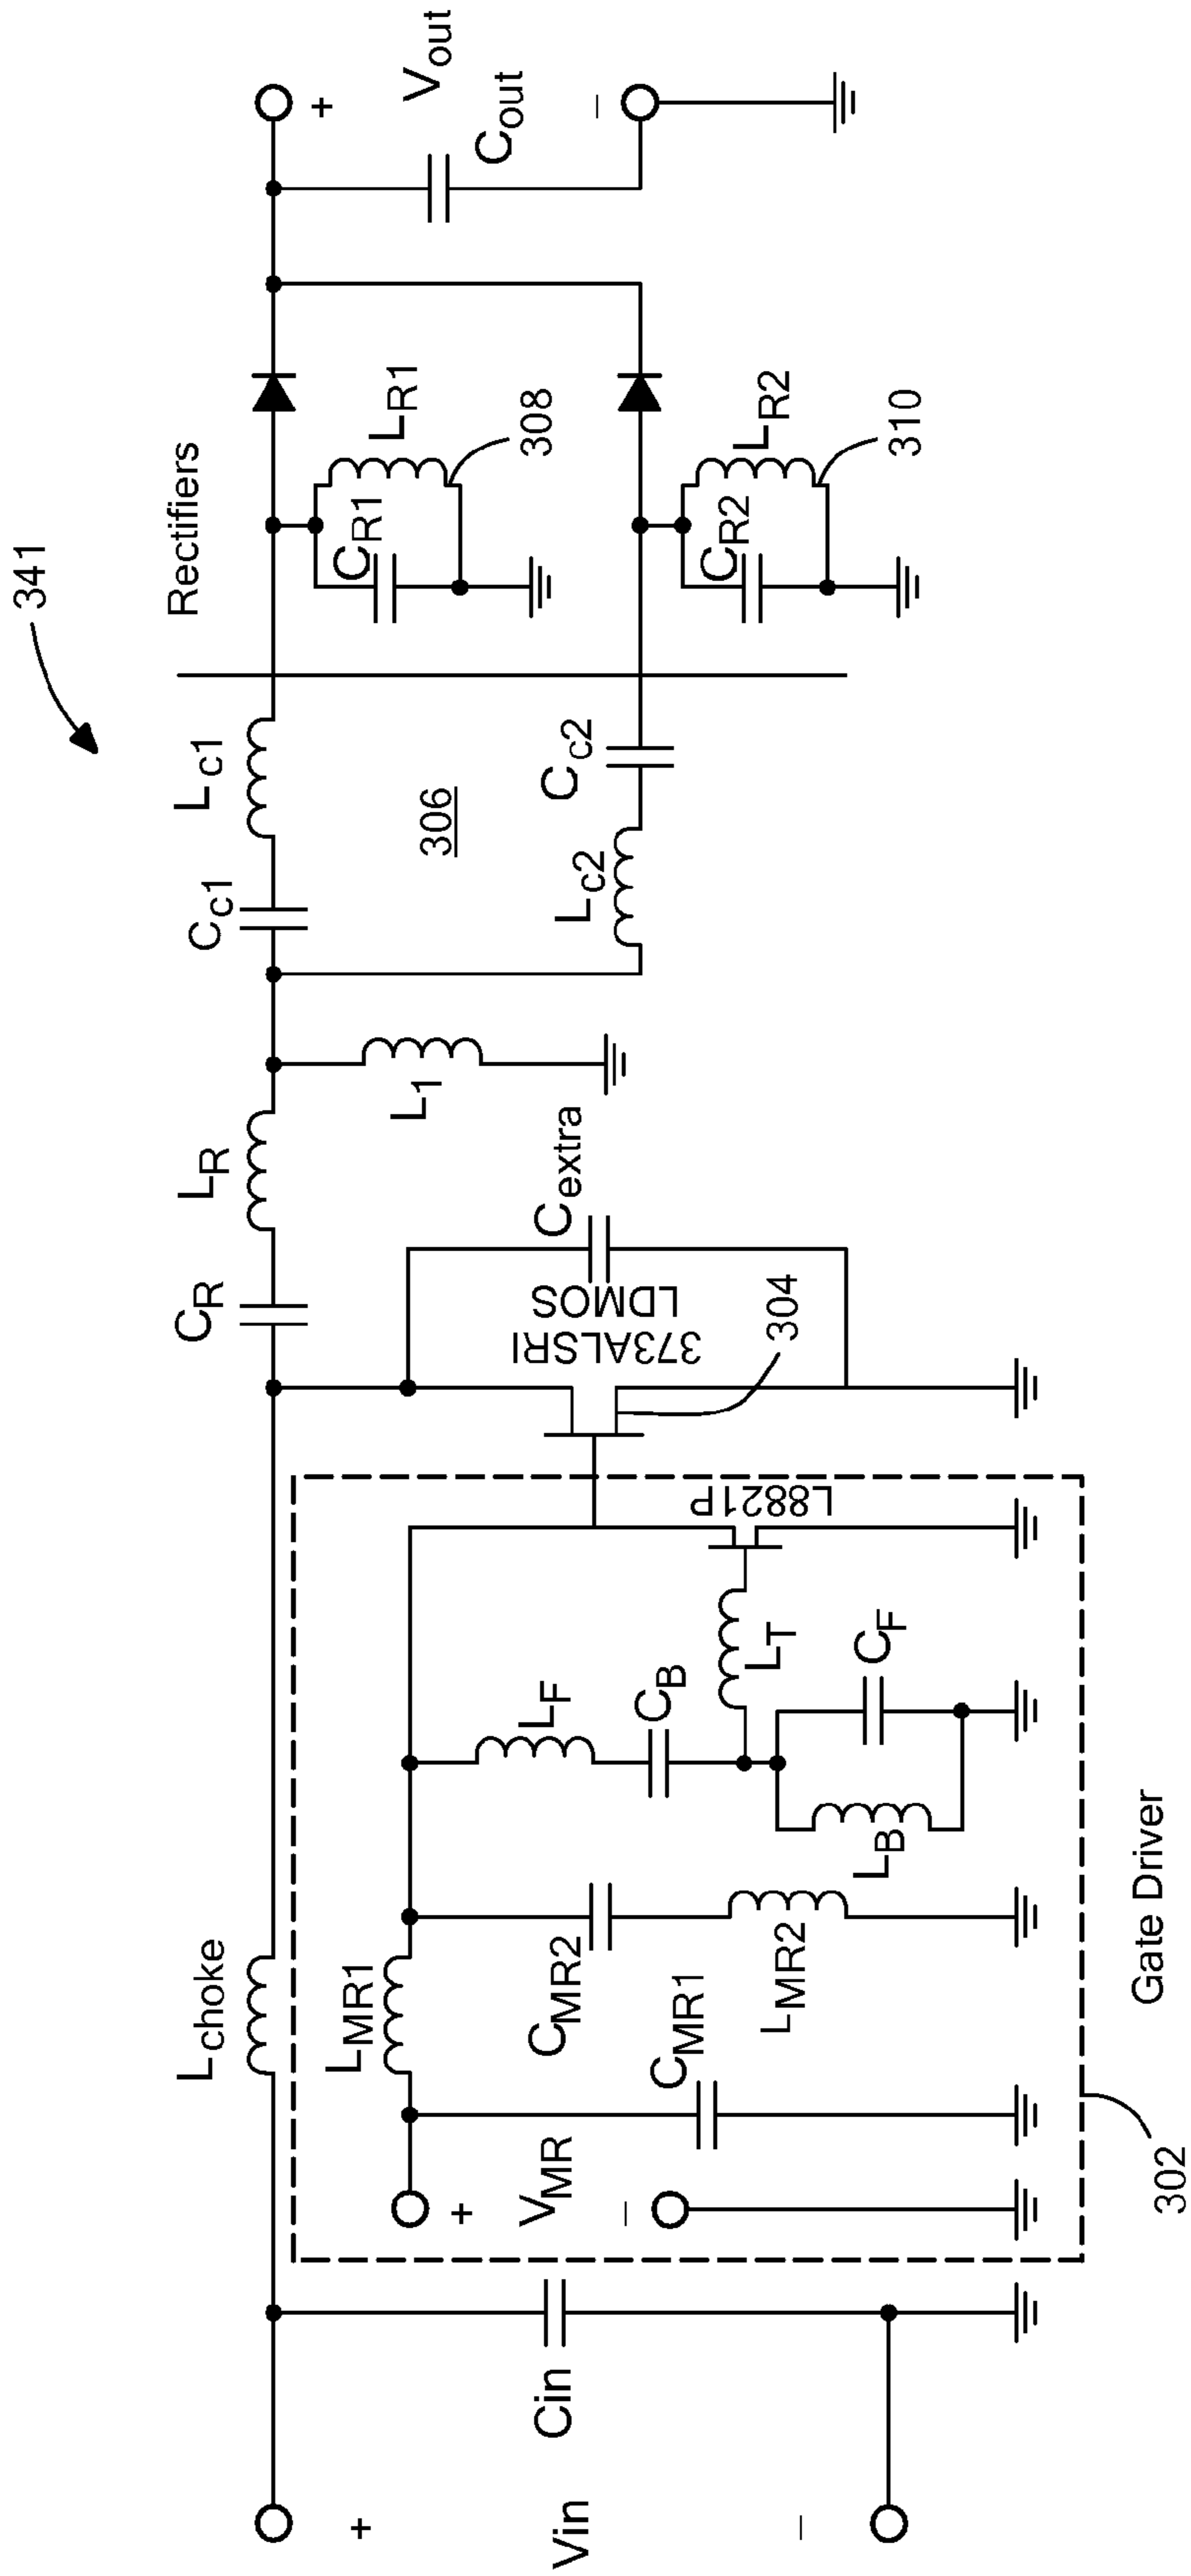 341
Rectifiers
Vin
+
−
Cin
Lchoke
LMR1
VMR
+
−
CMR1
CMR2
LMR2
LF
CB
LB
CF
LT
L8821P
Gate Driver
302
373ALSRI
LDMOS
304
Cextra
CR
LR
L1
Cc1
Lc1
306
Lc2
Cc2
CR1
LR1
308
CR2
LR2
310
+
−
Vout
Cout